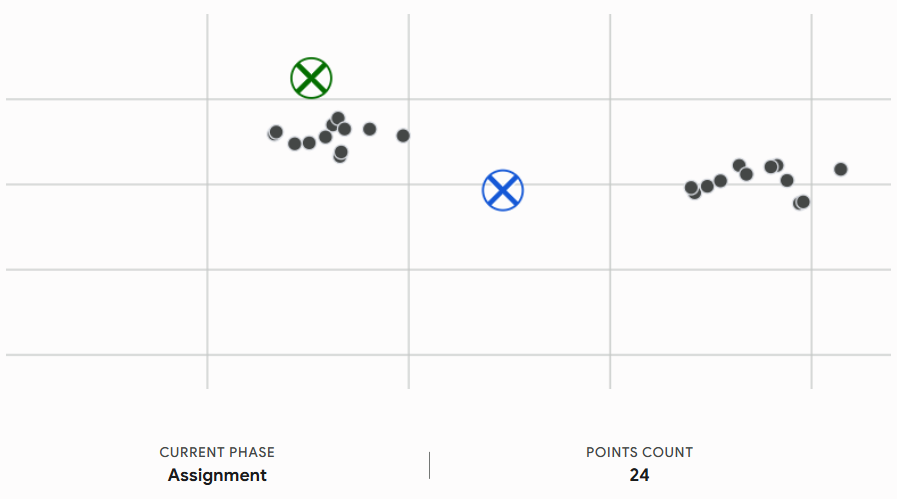 CURRENT PHASE
Assignment
POINTS COUNT
24